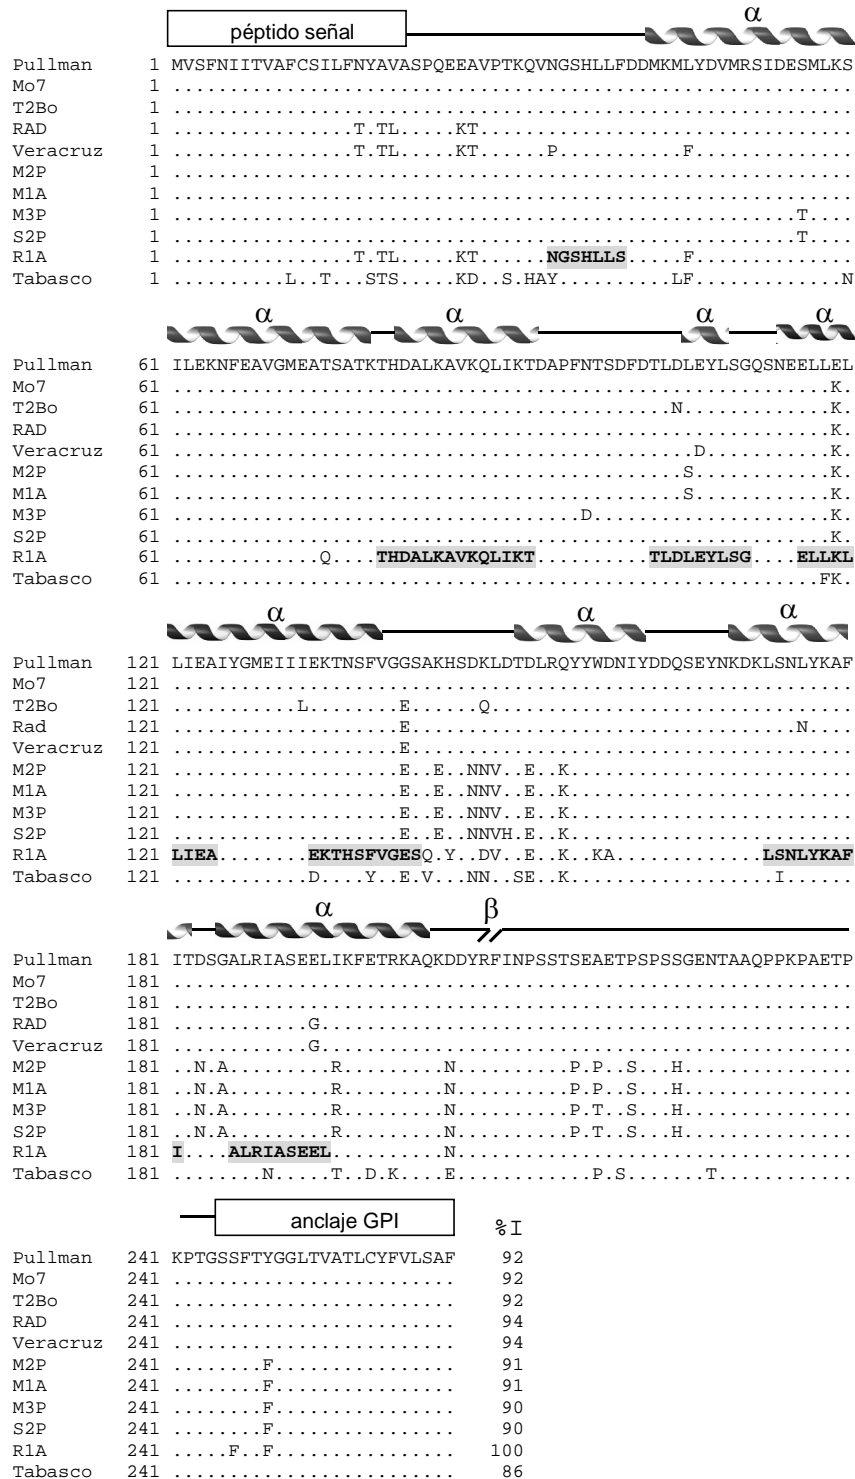 péptido señal α
Pullman 1 MVSFNIITVAFCSILFNYAVASPQEEAVPTKQVNGSHLLFDDMKMLYDVMRSIDESMLKS
Mo7 1 ............................................................
T2Bo 1 ............................................................
RAD 1 ................T.TL.....KT.................................
Veracruz 1 ................T.TL.....KT......P...........F..............
M2P 1 ............................................................
M1A 1 ............................................................
M3P 1 .......................................................T....
S2P 1 .......................................................T....
R1A 1 ................T.TL.....KT......NGSHLLS.....F..............
Tabasco 1 ..........F..T...STS.....KD..S.HAY..........LF.............N
α α α α
Pullman 61 ILEKNFEAVGMEATSATKTHDALKAVKQLIKTDAPFNTSDFDTLDLEYLSGQSNEELLEL
Mo7 61 ..........................................................K.
T2Bo 61 ............................................N.............K.
RAD 61 ..........................................................K.
Veracruz 61 ..............................................D...........K.
M2P 61 .............................................S............K.
M1A 61 .............................................S............K.
M3P 61 ....................................D.....................K.
S2P 61 ..........................................................K.
R1A 61 .............Q....THDALKAVKQLIKT..........TLDLEYLSG....ELLKL
Tabasco 61 .........................................................FK.
α α α
Pullman 121 LIEAIYGMEIIIEKTNSFVGGSAKHSDKLDTDLRQYYWDNIYDDQSEYNKDKLSNLYKAF
Mo7 121 ............................................................
T2Bo 121 ...........L........E......Q................................
Rad 121 ....................E..................................N....
Veracruz 121 ....................E.......................................
M2P 121 ....................E..E..NNV..E..K.........................
M1A 121 ....................E..E..NNV..E..K.........................
M3P 121 ....................E..E..NNV..E..K.........................
S2P 121 ....................E..E..NNVH.E..K.........................
R1A 121 LIEA........EKTHSFVGESQ.Y..DV..E..K..KA.............LSNLYKAF
Tabasco 121 ............D....Y..E.V...NN..SE..K..................I......
α β
Pullman 181 ITDSGALRIASEELIKFETRKAQKDDYRFINPSSTSEAETPSPSSGENTAAQPPKPAETP
Mo7 181 ............................................................
T2Bo 181 ............................................................
RAD 181 ............G...............................................
Veracruz 181 ............G...............................................
M2P 181 ..N.A.........R.........N..........P.P..S...H...............
M1A 181 ..N.A.........R.........N..........P.P..S...H...............
M3P 181 ..N.A.........R.........N..........P.T..S...H...............
S2P 181 ..N.A.........R.........N..........P.T..S...H...............
R1A 181 I....ALRIASEEL..........N...................................
Tabasco 181 ........N.....T..D.K....E............P.S.......T............
anclaje GPI %I
Pullman 241 KPTGSSFTYGGLTVATLCYFVLSAF 92
Mo7 241 ......................... 92
T2Bo 241 ......................... 92
RAD 241 ......................... 94
Veracruz 241 ......................... 94
M2P 241 ........F................ 91
M1A 241 ........F................ 91
M3P 241 ........F................ 90
S2P 241 ........F................ 90
R1A 241 .....F..F................ 100
Tabasco 241 ......................... 86